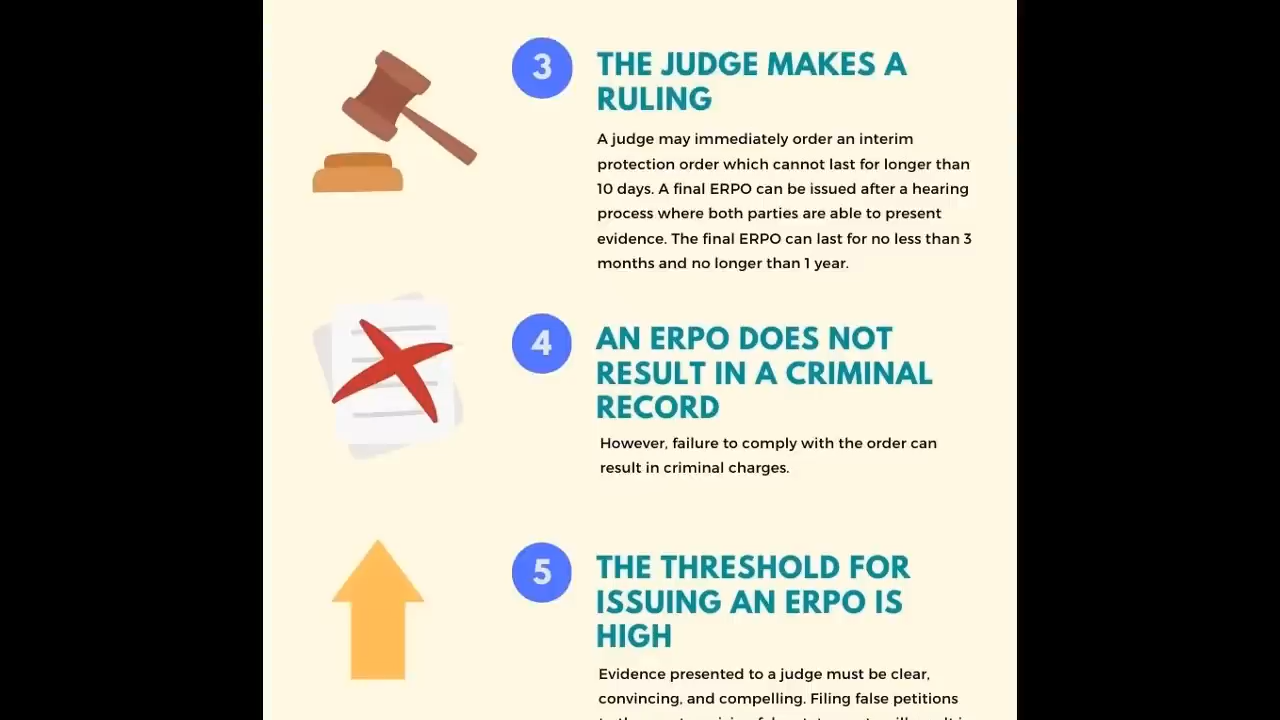 3
THE JUDGE MAKES A
RULING
A judge may immediately order an interim
protection order which cannot last for longer than
10 days. A final ERPO can be issued after a hearing
process where both parties are able to present
evidence. The final ERPO can last for no less than 3
months and no longer than 1 year.
4
AN ERPO DOES NOT
RESULT IN A CRIMINAL
RECORD
However, failure to comply with the order can
result in criminal charges.
5
THE THRESHOLD FOR
ISSUING AN ERPO IS
HIGH
Evidence presented to a judge must be clear,
convincing, and compelling. Filing false petitions